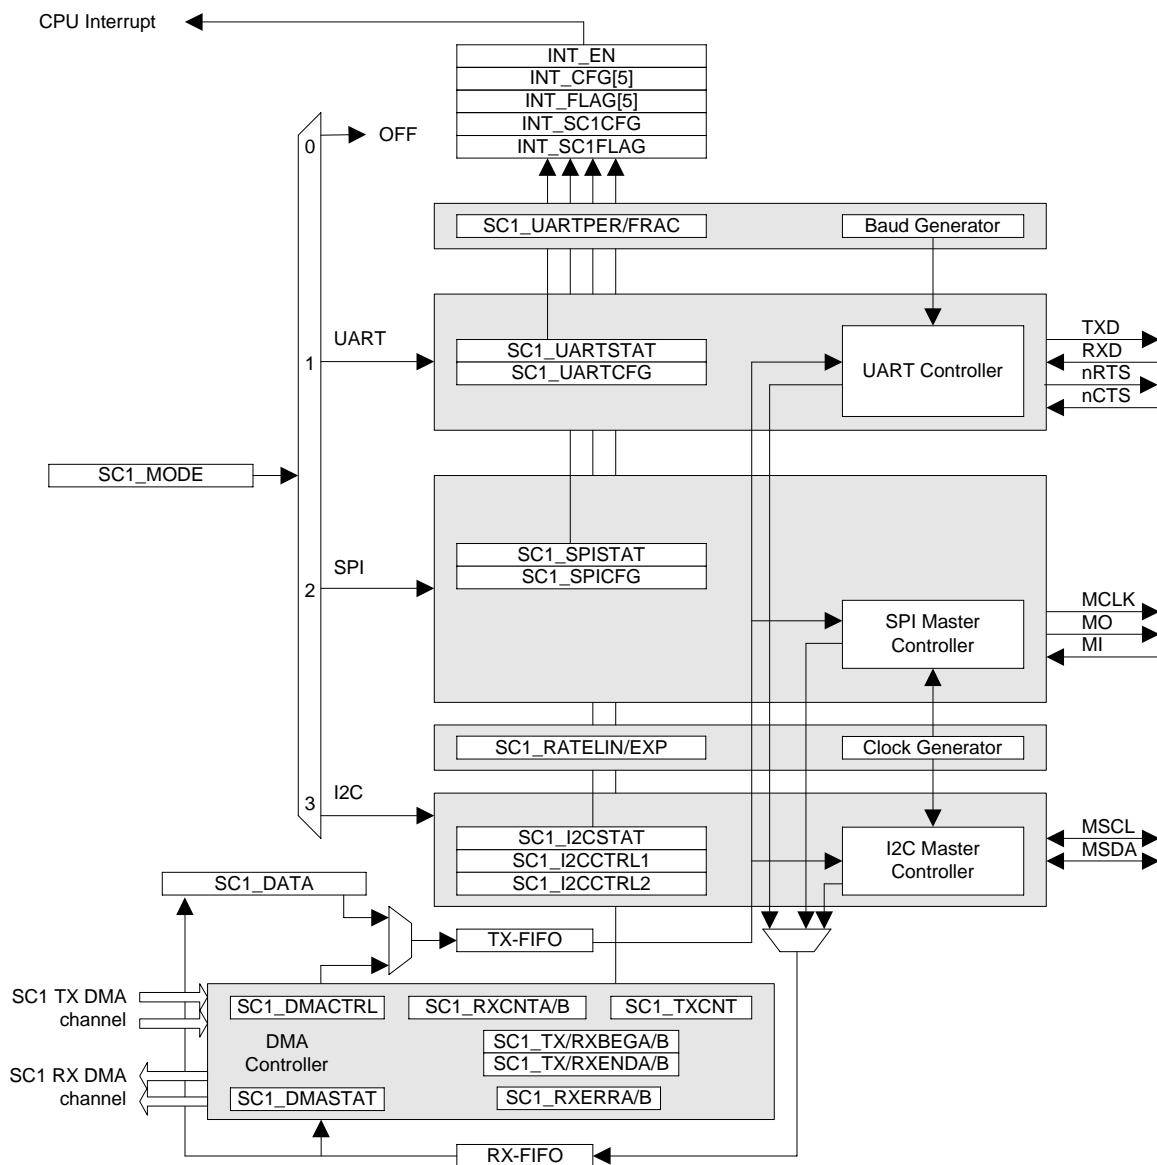 CPU Interrupt
INT_EN
INT_CFG[5]
INT_FLAG[5]
INT_SC1CFG
INT_SC1FLAG
0
OFF
SC1_UARTPER/FRAC
Baud Generator
UART
1
SC1_UARTSTAT
SC1_UARTCFG
UART Controller
TXD
RXD
nRTS
nCTS
SC1_MODE
SPI
2
SC1_SPISTAT
SC1_SPICFG
SPI Master
Controller
MCLK
MO
MI
SC1_RATELIN/EXP
Clock Generator
I2C
3
SC1_I2CSTAT
SC1_I2CCTRL1
SC1_I2CCTRL2
I2C Master
Controller
MSCL
MSDA
SC1_DATA
TX-FIFO
SC1 TX DMA
channel
SC1_DMACTRL
SC1_RXCNTA/B
SC1_TXCNT
DMA
Controller
SC1_TX/RXBEGA/B
SC1_TX/RXENDA/B
SC1 RX DMA
channel
SC1_DMASTAT
SC1_RXERRA/B
RX-FIFO